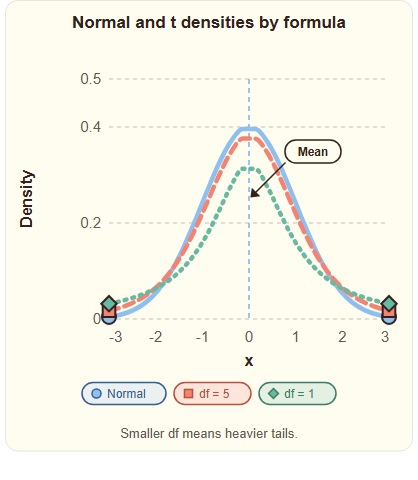 Normal and t densities by formula
0.5
0.4
0.2
0
Density
Mean
-3 -2 -1 0 1 2 3
x
Normal df = 5 df = 1
Smaller df means heavier tails.